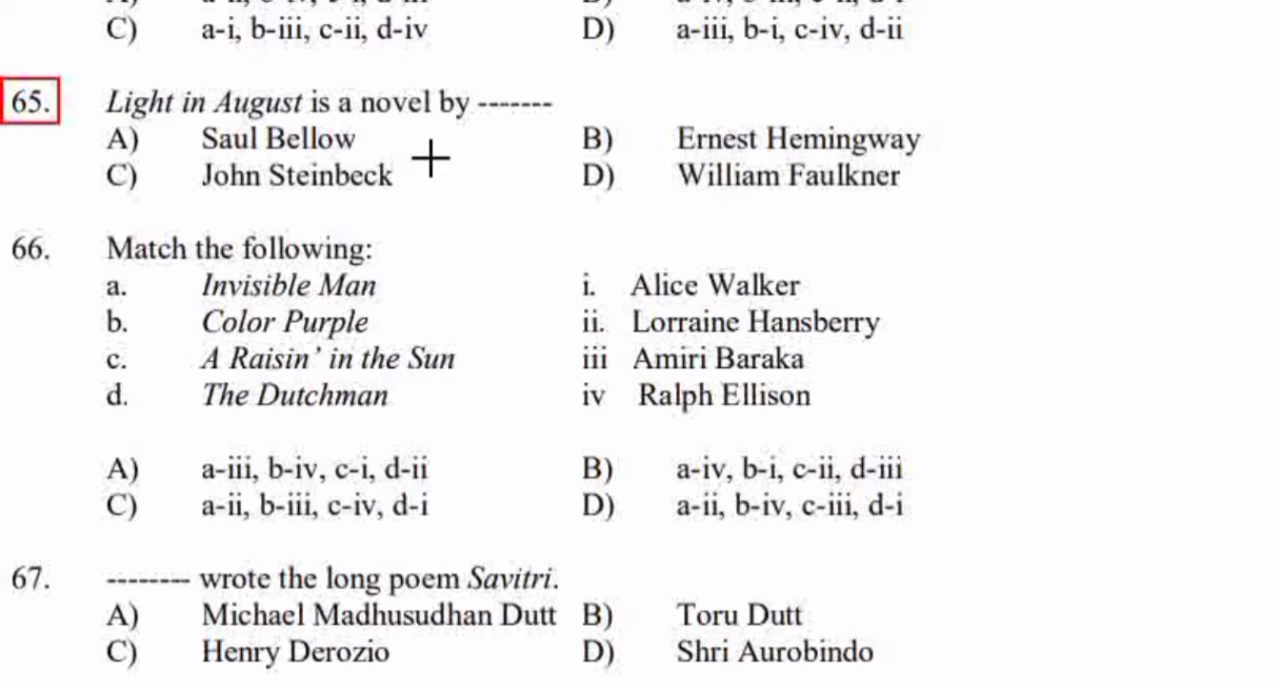 C) a-i, b-iii, c-ii, d-iv D) a-iii, b-i, c-iv, d-ii
65. Light in August is a novel by -------
A) Saul Bellow B) Ernest Hemingway
C) John Steinbeck D) William Faulkner
66. Match the following:
a. Invisible Man i. Alice Walker
b. Color Purple ii. Lorraine Hansberry
c. A Raisin’ in the Sun iii Amiri Baraka
d. The Dutchman iv Ralph Ellison
A) a-iii, b-iv, c-i, d-ii B) a-iv, b-i, c-ii, d-iii
C) a-ii, b-iii, c-iv, d-i D) a-ii, b-iv, c-iii, d-i
67. -------- wrote the long poem Savitri.
A) Michael Madhusudhan Dutt B) Toru Dutt
C) Henry Derozio D) Shri Aurobindo